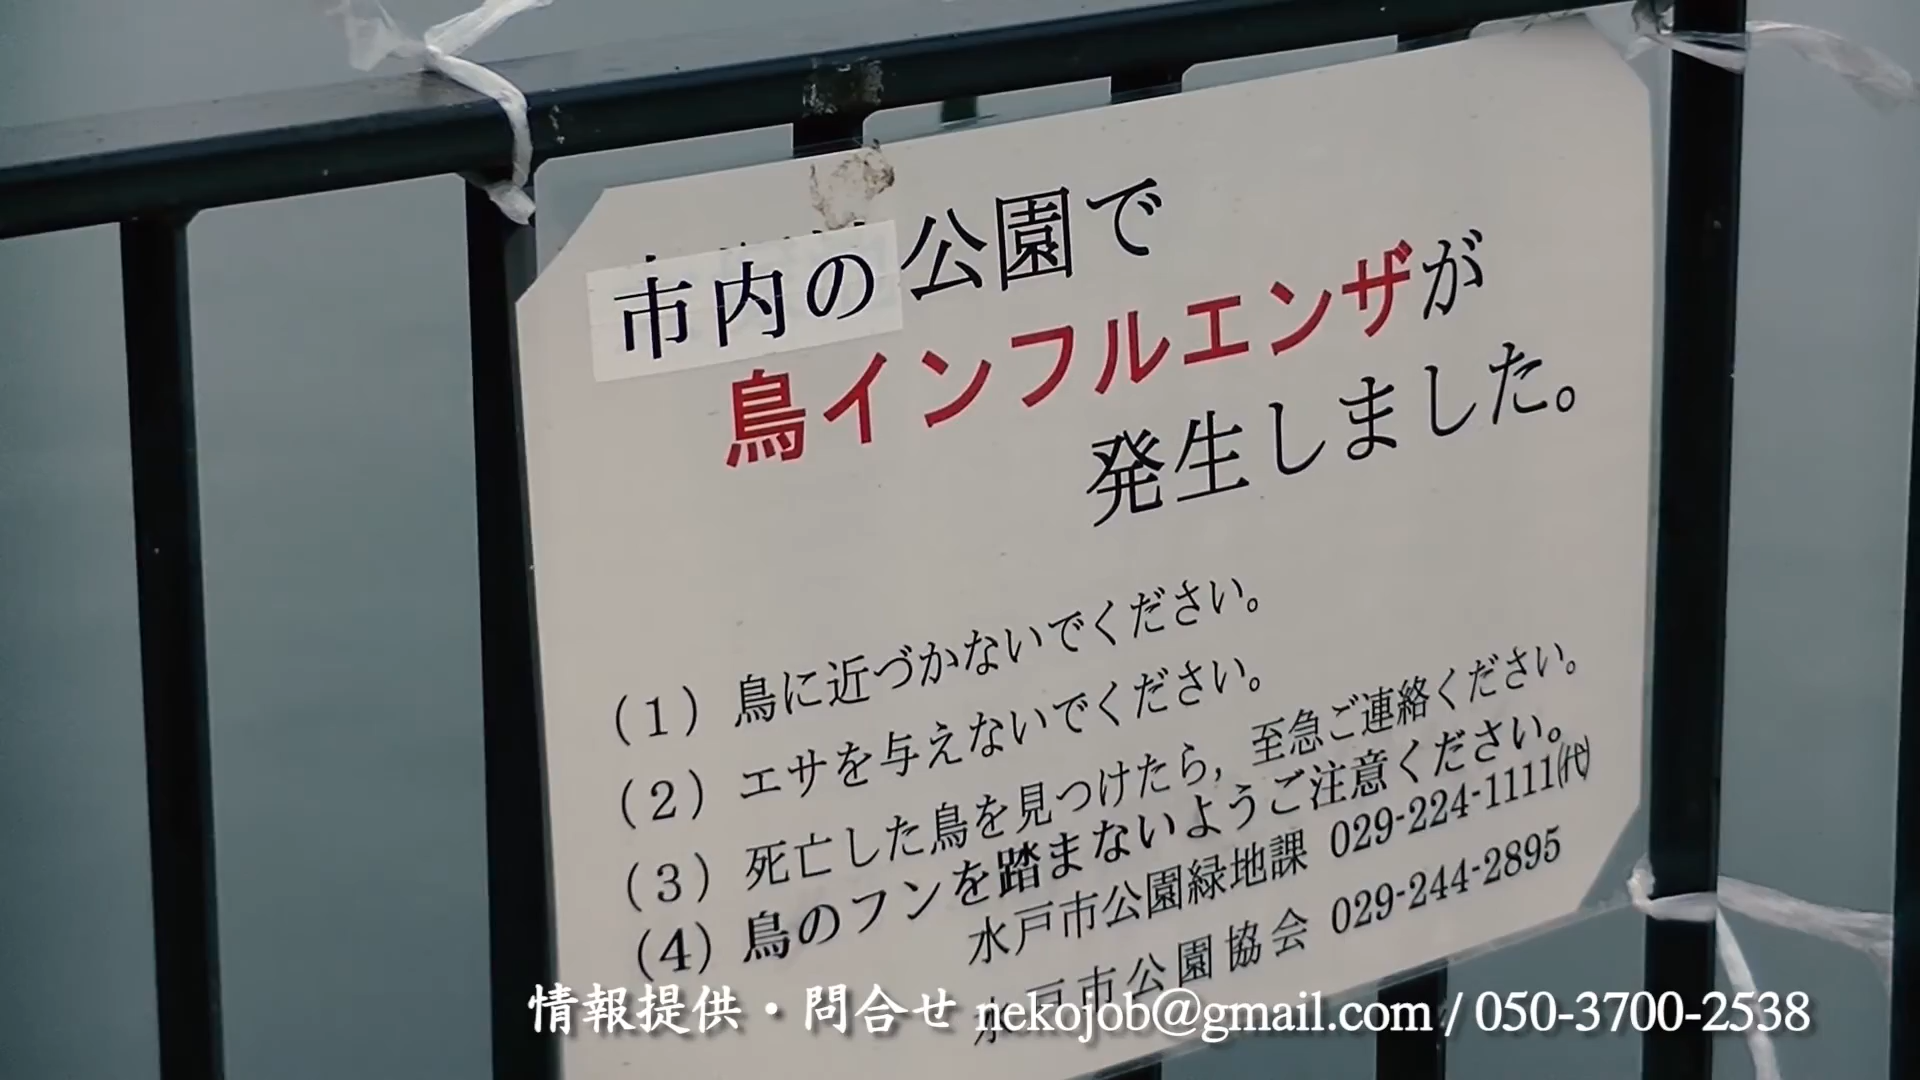 市内の公園で
鳥インフルエンザが
発生しました。
(1) 鳥に近づかないでください。
(2) エサを与えないでください。
(3) 死亡した鳥を見つけたら,至急ご連絡ください。
(4) 鳥のフンを踏まないようご注意ください。
水戸市公園緑地課 029-224-1111㈹
水戸市公園協会 029-244-2895
情報提供・問合せ nekojob@gmail.com / 050-3700-2538